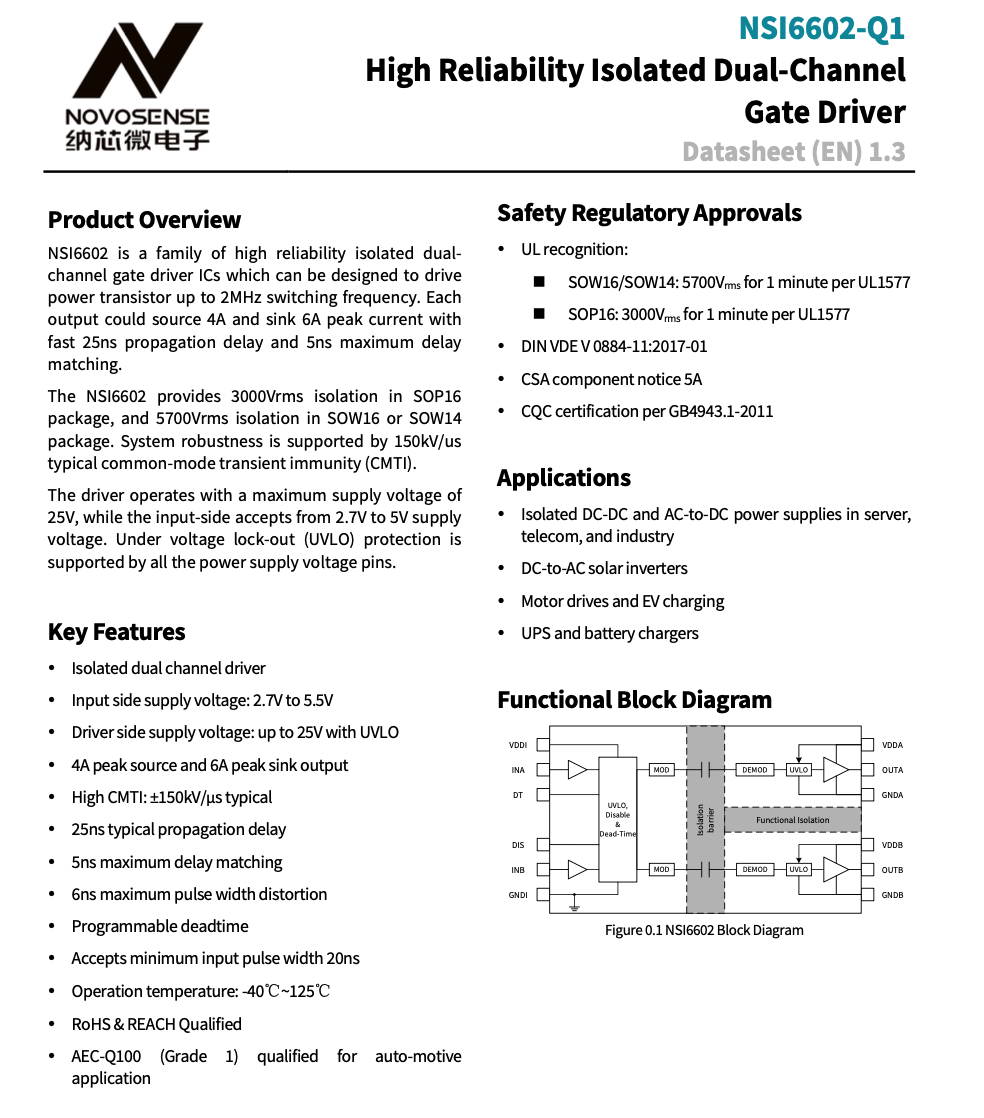 NOVOSENSE
纳芯微电子
NSI6602-Q1
High Reliability Isolated Dual-Channel
Gate Driver
Datasheet (EN) 1.3
Product Overview
NSI6602 is a family of high reliability isolated dual-
channel gate driver ICs which can be designed to drive
power transistor up to 2MHz switching frequency. Each
output could source 4A and sink 6A peak current with
fast 25ns propagation delay and 5ns maximum delay
matching.
The NSI6602 provides 3000Vrms isolation in SOP16
package, and 5700Vrms isolation in SOW16 or SOW14
package. System robustness is supported by 150kV/us
typical common-mode transient immunity (CMTI).
The driver operates with a maximum supply voltage of
25V, while the input-side accepts from 2.7V to 5V supply
voltage. Under voltage lock-out (UVLO) protection is
supported by all the power supply voltage pins.
Key Features
• Isolated dual channel driver
• Input side supply voltage: 2.7V to 5.5V
• Driver side supply voltage: up to 25V with UVLO
• 4A peak source and 6A peak sink output
• High CMTI: ±150kV/μs typical
• 25ns typical propagation delay
• 5ns maximum delay matching
• 6ns maximum pulse width distortion
• Programmable deadtime
• Accepts minimum input pulse width 20ns
• Operation temperature: -40℃~125℃
• RoHS & REACH Qualified
• AEC-Q100 (Grade 1) qualified for auto-motive
application
Safety Regulatory Approvals
• UL recognition:
■ SOW16/SOW14: 5700Vrms for 1 minute per UL1577
■ SOP16: 3000Vrms for 1 minute per UL1577
• DIN VDE V 0884-11:2017-01
• CSA component notice 5A
• CQC certification per GB4943.1-2011
Applications
• Isolated DC-DC and AC-to-DC power supplies in server,
telecom, and industry
• DC-to-AC solar inverters
• Motor drives and EV charging
• UPS and battery chargers
Functional Block Diagram
VDDI
INA
DT
DIS
INB
GNDI
UVLO,
Disable
&
Dead-Time
MOD
MOD
Isolation
barrier
DEMOD
UVLO
Functional Isolation
DEMOD
UVLO
VDDA
OUTA
GNDA
VDDB
OUTB
GNDB
Figure 0.1 NSI6602 Block Diagram